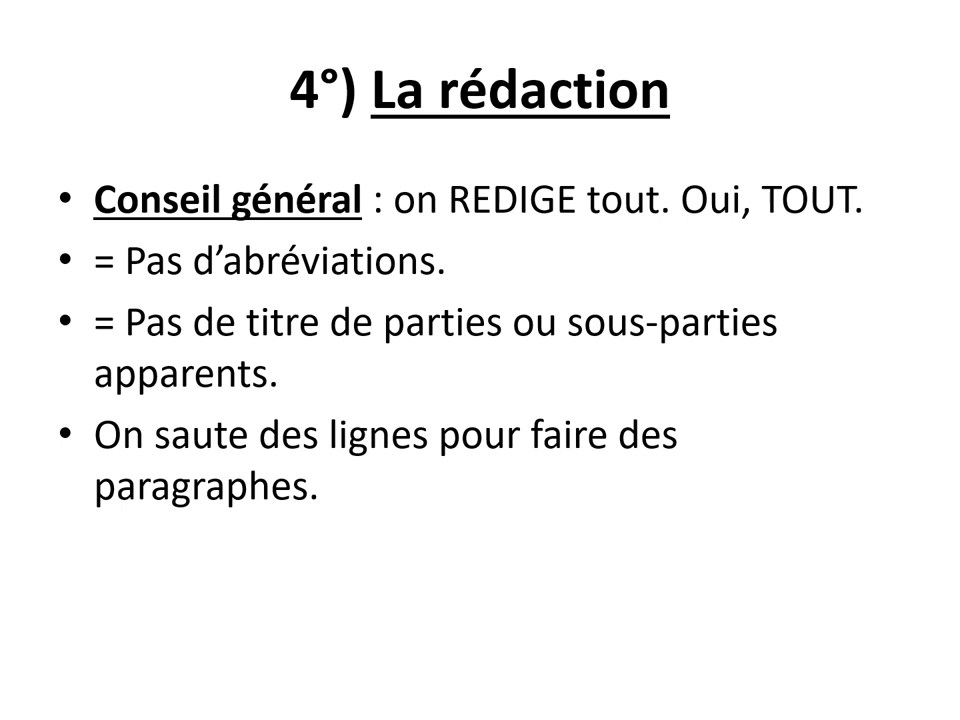 4°) La rédaction
• Conseil général : on REDIGE tout. Oui, TOUT.
• = Pas d’abréviations.
• = Pas de titre de parties ou sous-parties
apparents.
• On saute des lignes pour faire des
paragraphes.